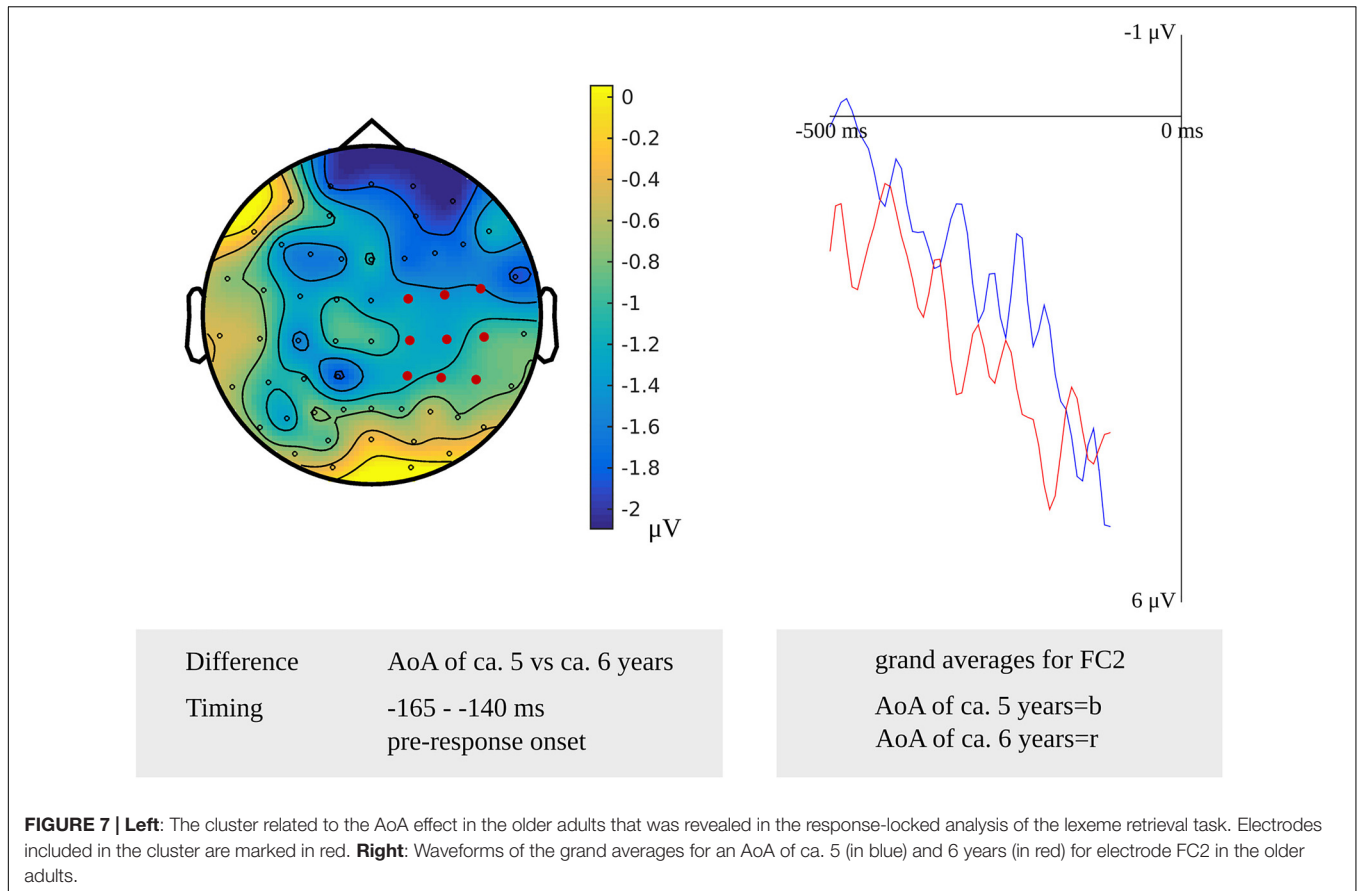 0
-0.2
-0.4
-0.6
-0.8
-1
-1.2
-1.4
-1.6
-1.8
-2
μV
-1 μV
-500 ms
0 ms
6 μV
Difference AoA of ca. 5 vs ca. 6 years
Timing -165 - -140 ms
pre-response onset
grand averages for FC2
AoA of ca. 5 years=b
AoA of ca. 6 years=r
FIGURE 7 | Left: The cluster related to the AoA effect in the older adults that was revealed in the response-locked analysis of the lexeme retrieval task. Electrodes
included in the cluster are marked in red. Right: Waveforms of the grand averages for an AoA of ca. 5 (in blue) and 6 years (in red) for electrode FC2 in the older
adults.